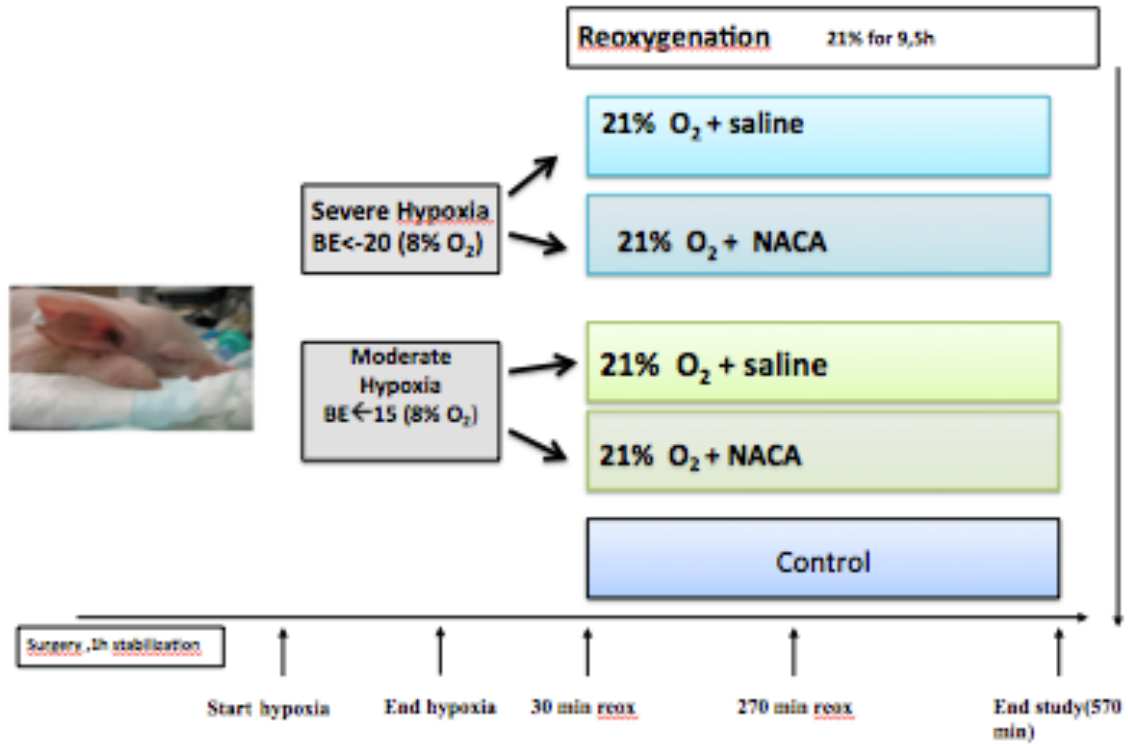 Reoxygenation 21% for 9,5h
21% O₂ + saline
Severe Hypoxia
BE<-20 (8% O₂)
21% O₂ + NACA
Moderate
Hypoxia
BE←15 (8% O₂)
21% O₂ + saline
21% O₂ + NACA
Control
Surgery ,1h stabilization
Start hypoxia
End hypoxia
30 min reox
270 min reox
End study(570
min)